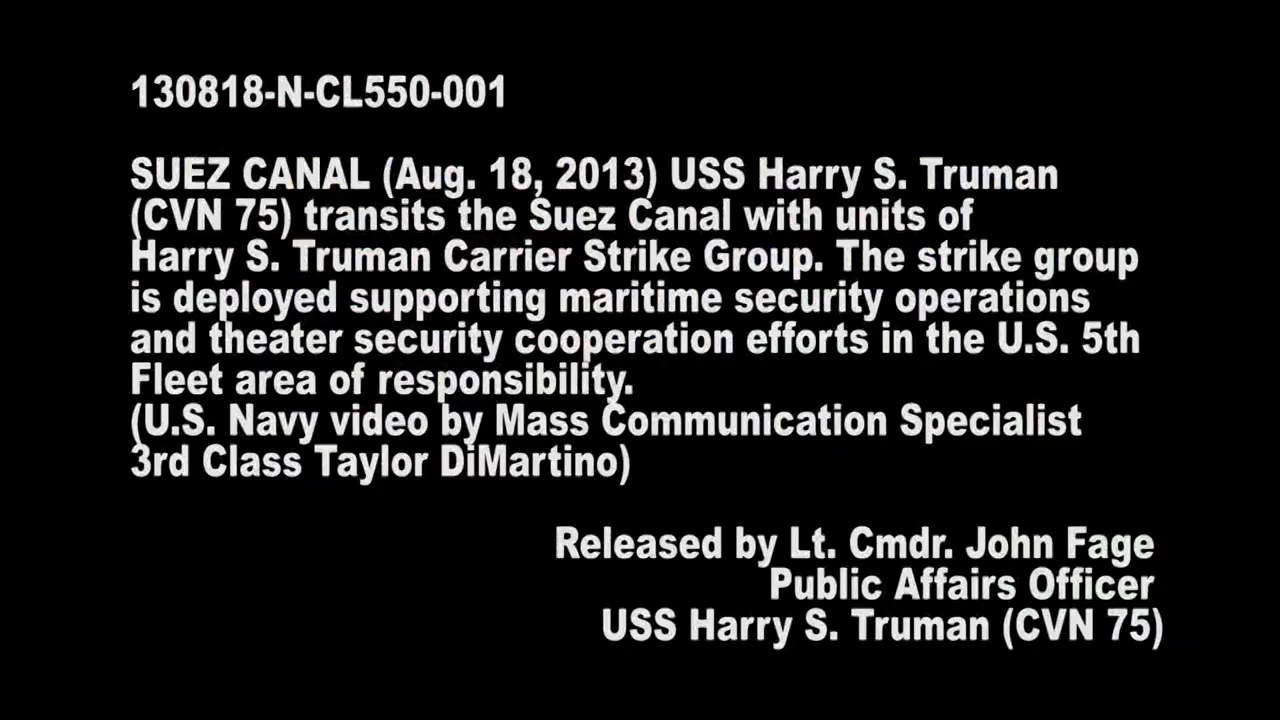 130818-N-CL550-001
SUEZ CANAL (Aug. 18, 2013) USS Harry S. Truman
(CVN 75) transits the Suez Canal with units of
Harry S. Truman Carrier Strike Group. The strike group
is deployed supporting maritime security operations
and theater security cooperation efforts in the U.S. 5th
Fleet area of responsibility.
(U.S. Navy video by Mass Communication Specialist
3rd Class Taylor DiMartino)
Released by Lt. Cmdr. John Fage
Public Affairs Officer
USS Harry S. Truman (CVN 75)